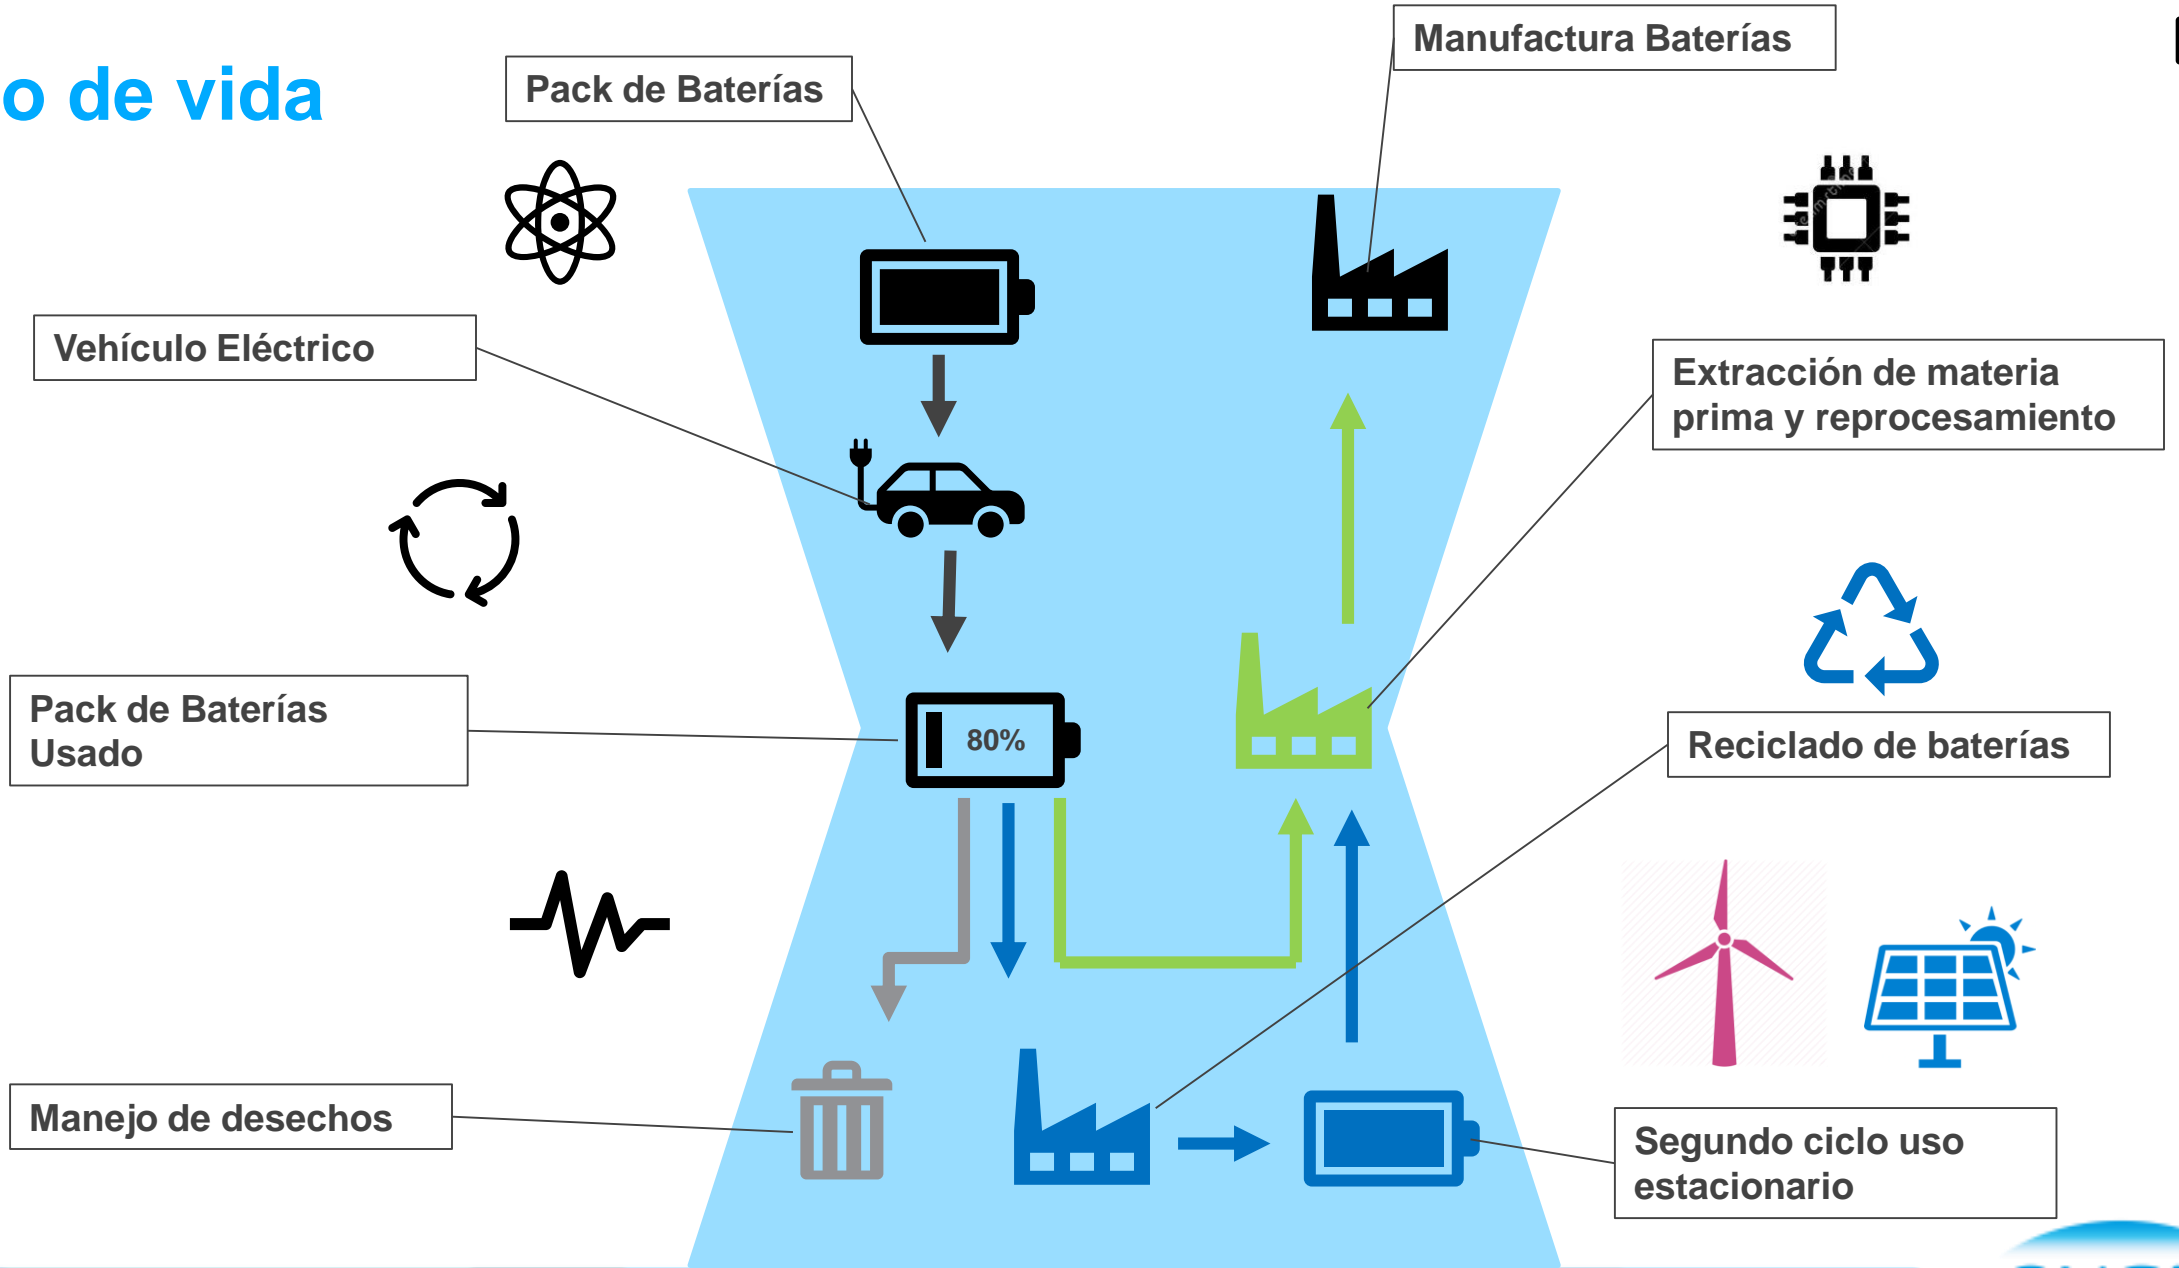 o de vida
Pack de Baterías
Manufactura Baterías
Vehículo Eléctrico
Extracción de materia
prima y reprocesamiento
Pack de Baterías
Usado
80%
Reciclado de baterías
Manejo de desechos
Segundo ciclo uso
estacionario